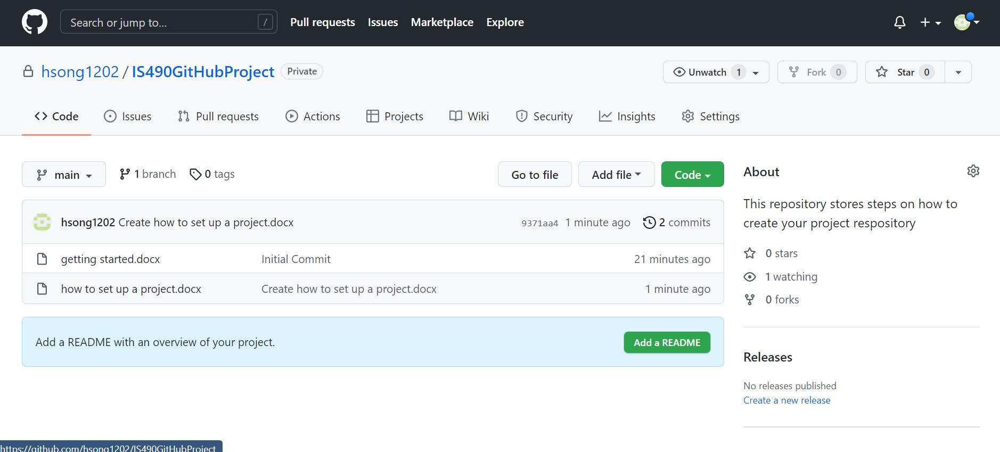 Search or jump to... / Pull requests Issues Marketplace Explore
hsong1202 / IS490GitHubProject Private Unwatch 1 Fork 0 Star 0
Code Issues Pull requests Actions Projects Wiki Security Insights Settings
main 1 branch 0 tags Go to file Add file Code
hsong1202 Create how to set up a project.docx 9371aa4 1 minute ago 2 commits
getting started.docx Initial Commit 21 minutes ago
how to set up a project.docx Create how to set up a project.docx 1 minute ago
Add a README with an overview of your project. Add a README
About
This repository stores steps on how to
create your project respository
0 stars
1 watching
0 forks
Releases
No releases published
Create a new release
https://github.com/hsong1202/IS490GitHubProject